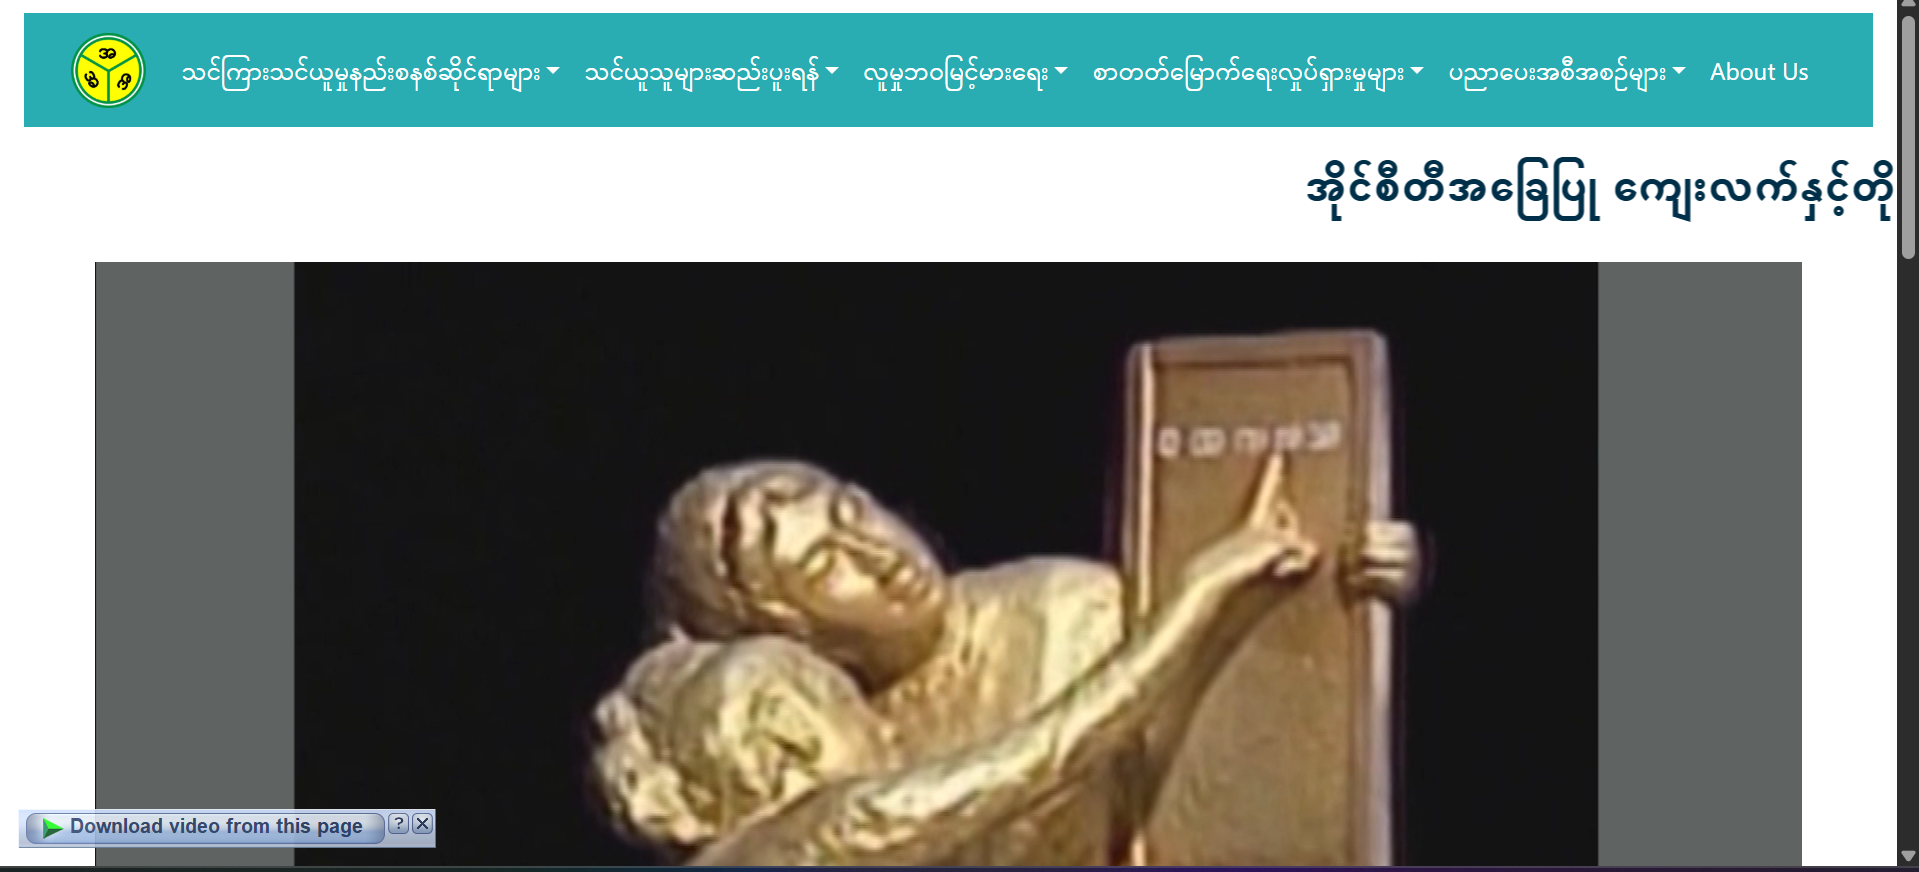 အ
သင်ကြားသင်ယူမှုနည်းစနစ်ဆိုင်ရာများ သင်ယူသူများဆည်းပူးရန် လူမှုဘဝမြင့်မားရေး စာတတ်မြောက်ရေးလှုပ်ရှားမှုများ ပညာပေးအစီအစဉ်များ About Us
အိုင်စီတီအခြေပြု ကျေးလက်နှင့်တို
Download video from this page ?